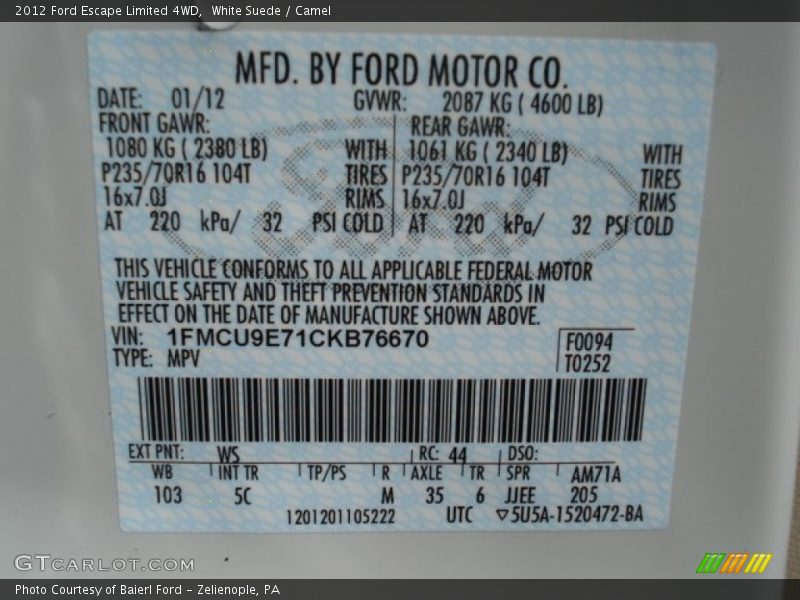 2012 Ford Escape Limited 4WD, White Suede / Camel
MFD. BY FORD MOTOR CO.
DATE: 01/12 GVWR: 2087 KG ( 4600 LB)
FRONT GAWR: REAR GAWR:
1080 KG ( 2380 LB) WITH 1061 KG ( 2340 LB) WITH
P235/70R16 104T TIRES P235/70R16 104T TIRES
16x7.0J RIMS 16x7.0J RIMS
AT 220 kPa/ 32 PSI COLD AT 220 kPa/ 32 PSI COLD
THIS VEHICLE CONFORMS TO ALL APPLICABLE FEDERAL MOTOR
VEHICLE SAFETY AND THEFT PREVENTION STANDARDS IN
EFFECT ON THE DATE OF MANUFACTURE SHOWN ABOVE.
VIN: 1FMCU9E71CKB76670 F0094
TYPE: MPV T0252
EXT PNT: WS RC: 44 DSO:
WB INT TR TP/PS R AXLE TR SPR AM71A
103 5C M 35 6 JJEE 205
1201201105222 UTC ▽5U5A-1520472-BA
GTCARLOT.COM
Photo Courtesy of Baierl Ford - Zelienople, PA